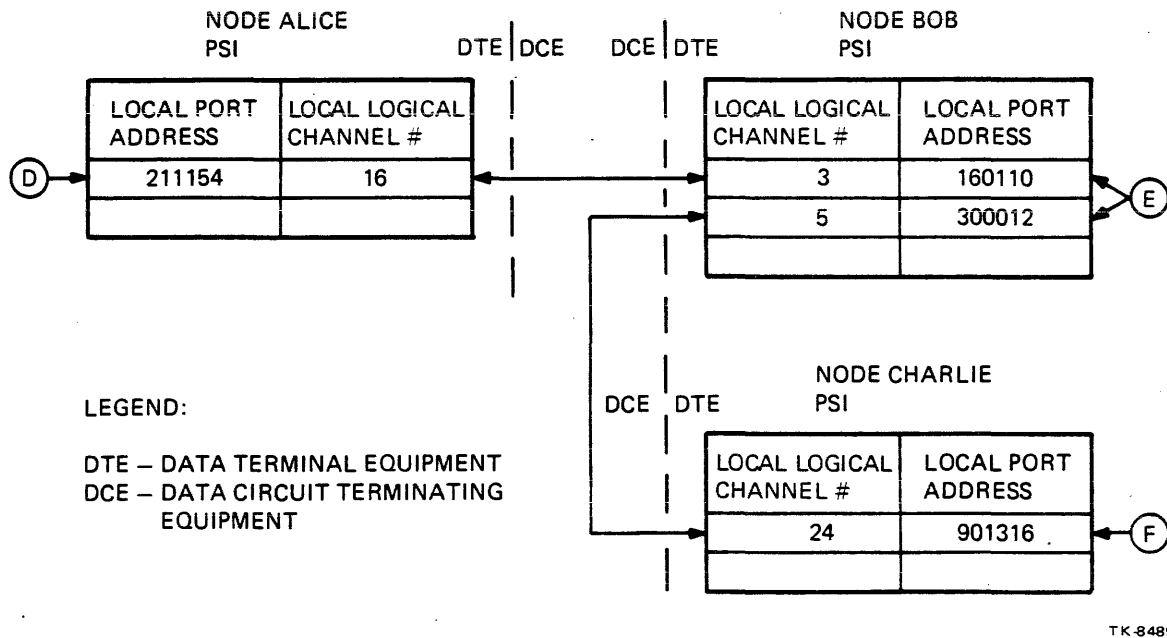 NODE ALICE
PSI
DTE DCE
DCE DTE
NODE BOB
PSI
LOCAL PORT ADDRESS
LOCAL LOGICAL CHANNEL #
211154
16
D
LOCAL LOGICAL CHANNEL #
LOCAL PORT ADDRESS
3
160110
5
300012
E
LEGEND:
DTE – DATA TERMINAL EQUIPMENT
DCE – DATA CIRCUIT TERMINATING
EQUIPMENT
DCE DTE
NODE CHARLIE
PSI
LOCAL LOGICAL CHANNEL #
LOCAL PORT ADDRESS
24
901316
F